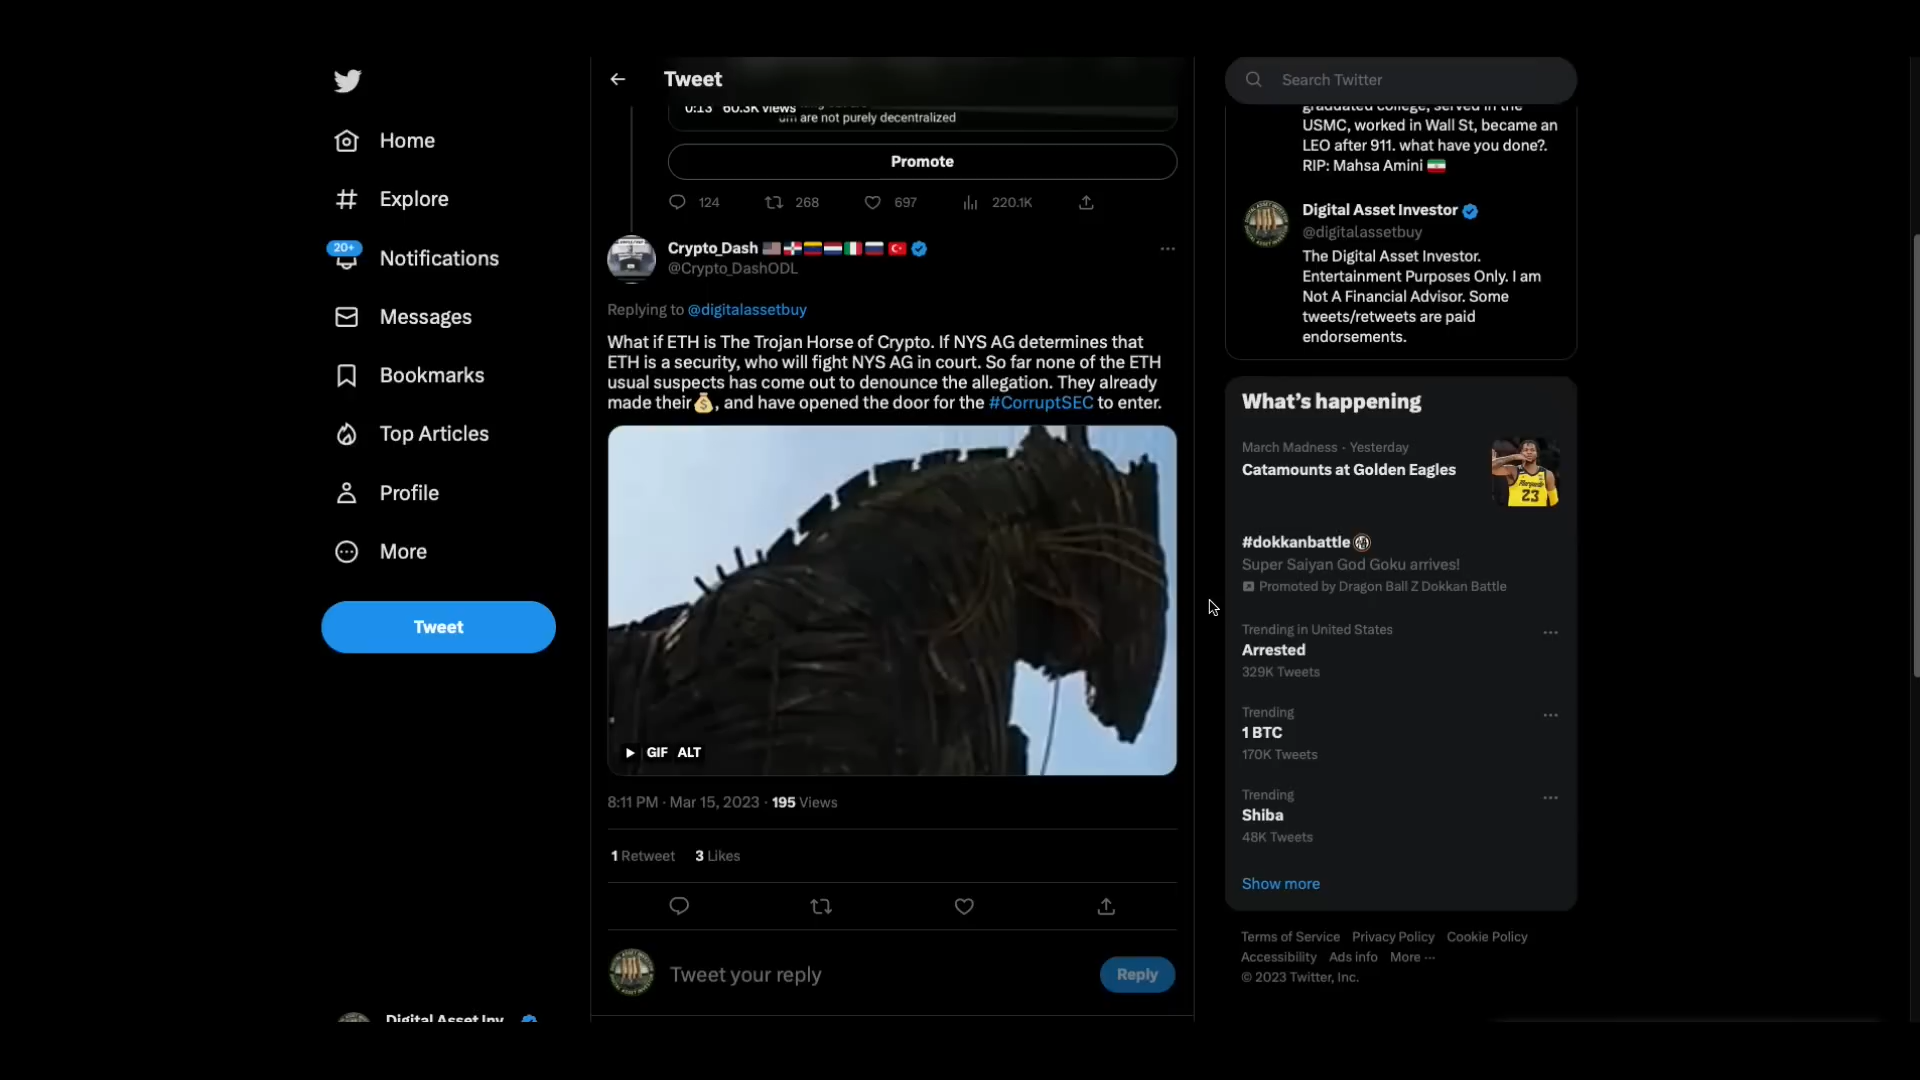 Tweet
Search Twitter
0:13 60.3K views
are not purely decentralized
Promote
124 268 697 220.1K
Crypto_Dash
@Crypto_DashODL
Replying to @digitalassetbuy
What if ETH is The Trojan Horse of Crypto. If NYS AG determines that
ETH is a security, who will fight NYS AG in court. So far none of the ETH
usual suspects has come out to denounce the allegation. They already
made their💰, and have opened the door for the #CorruptSEC to enter.
GIF ALT
8:11 PM · Mar 15, 2023 · 195 Views
1 Retweet 3 Likes
Tweet your reply
Reply
Home
Explore
20+
Notifications
Messages
Bookmarks
Top Articles
Profile
More
Tweet
Digital Asset Inv
graduated college, served in the
USMC, worked in Wall St, became an
LEO after 911. what have you done?.
RIP: Mahsa Amini 🇮🇷
Digital Asset Investor
@digitalassetbuy
The Digital Asset Investor.
Entertainment Purposes Only. I am
Not A Financial Advisor. Some
tweets/retweets are paid
endorsements.
What's happening
March Madness · Yesterday
Catamounts at Golden Eagles
23
#dokkanbattle
Super Saiyan God Goku arrives!
Promoted by Dragon Ball Z Dokkan Battle
Trending in United States
Arrested
329K Tweets
Trending
1 BTC
170K Tweets
Trending
Shiba
48K Tweets
Show more
Terms of Service Privacy Policy Cookie Policy
Accessibility Ads info More ···
© 2023 Twitter, Inc.